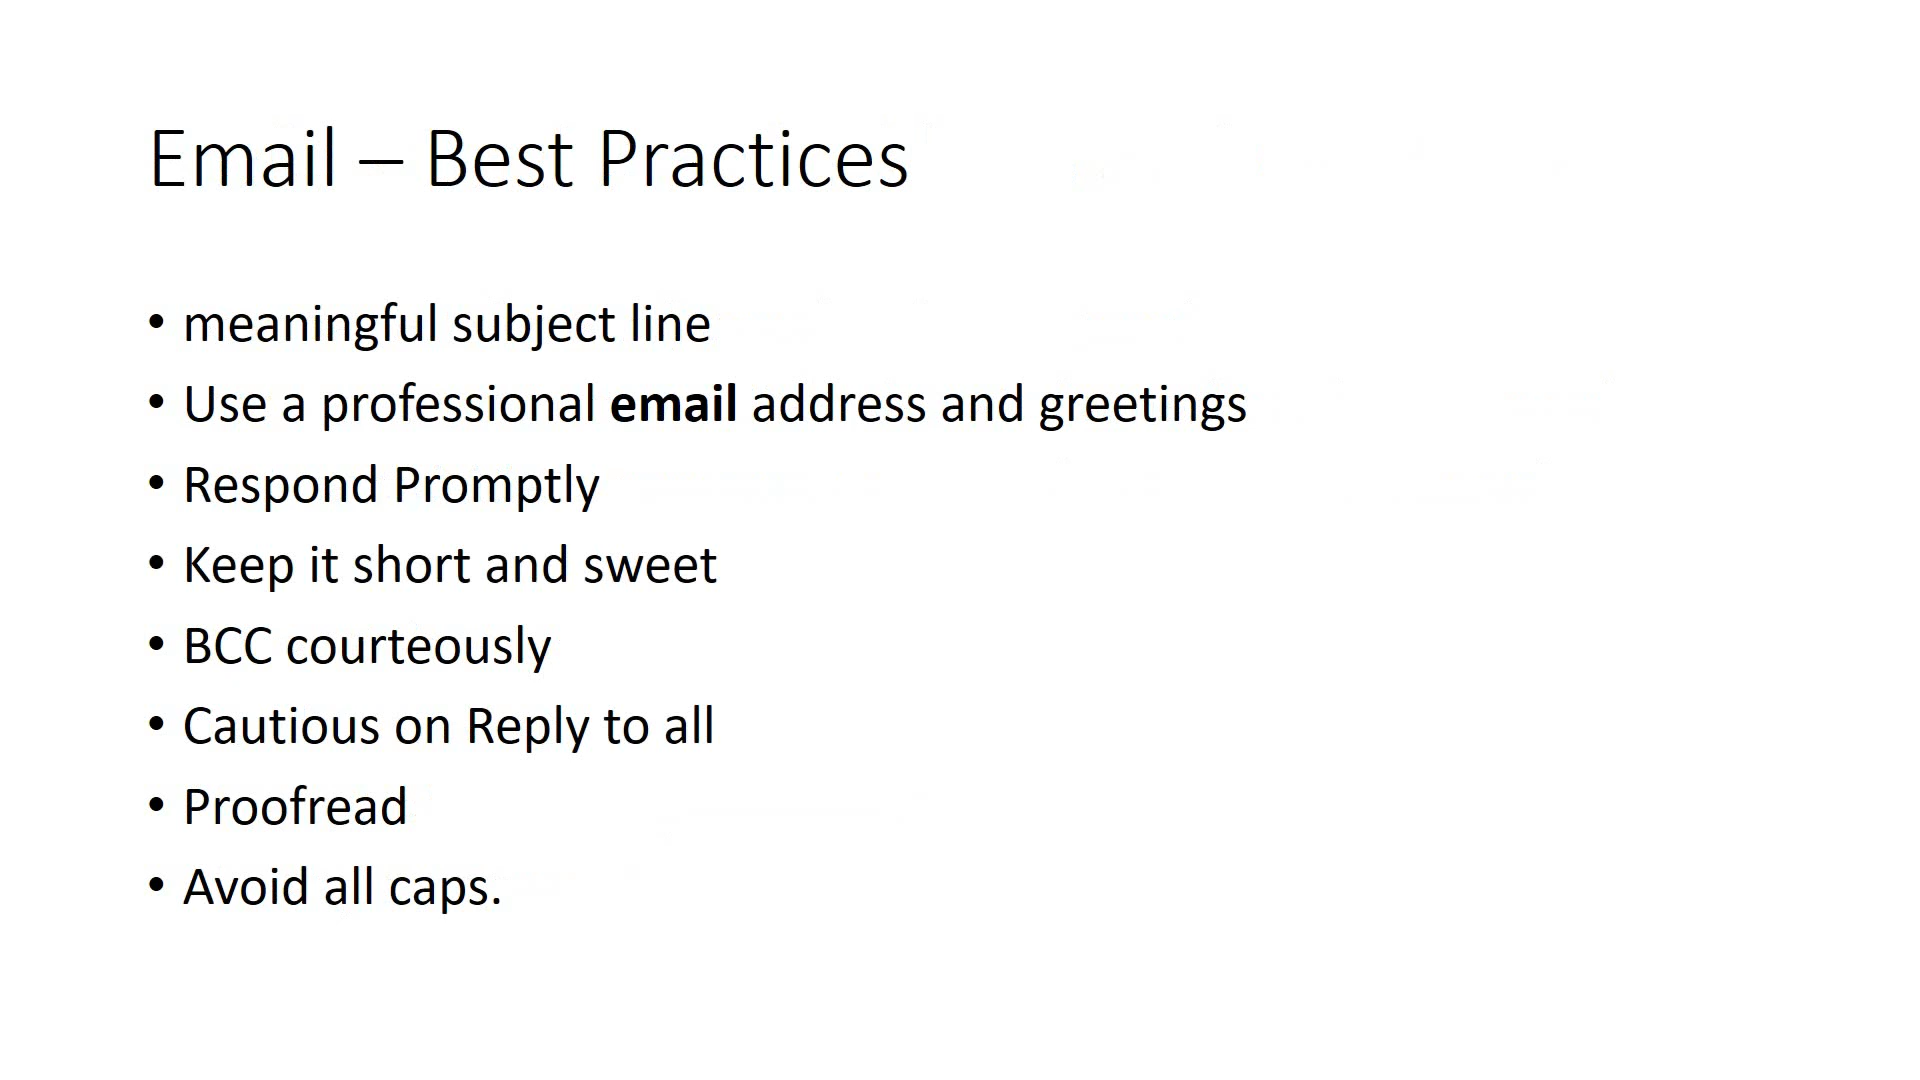 Email – Best Practices
• meaningful subject line
• Use a professional email address and greetings
• Respond Promptly
• Keep it short and sweet
• BCC courteously
• Cautious on Reply to all
• Proofread
• Avoid all caps.